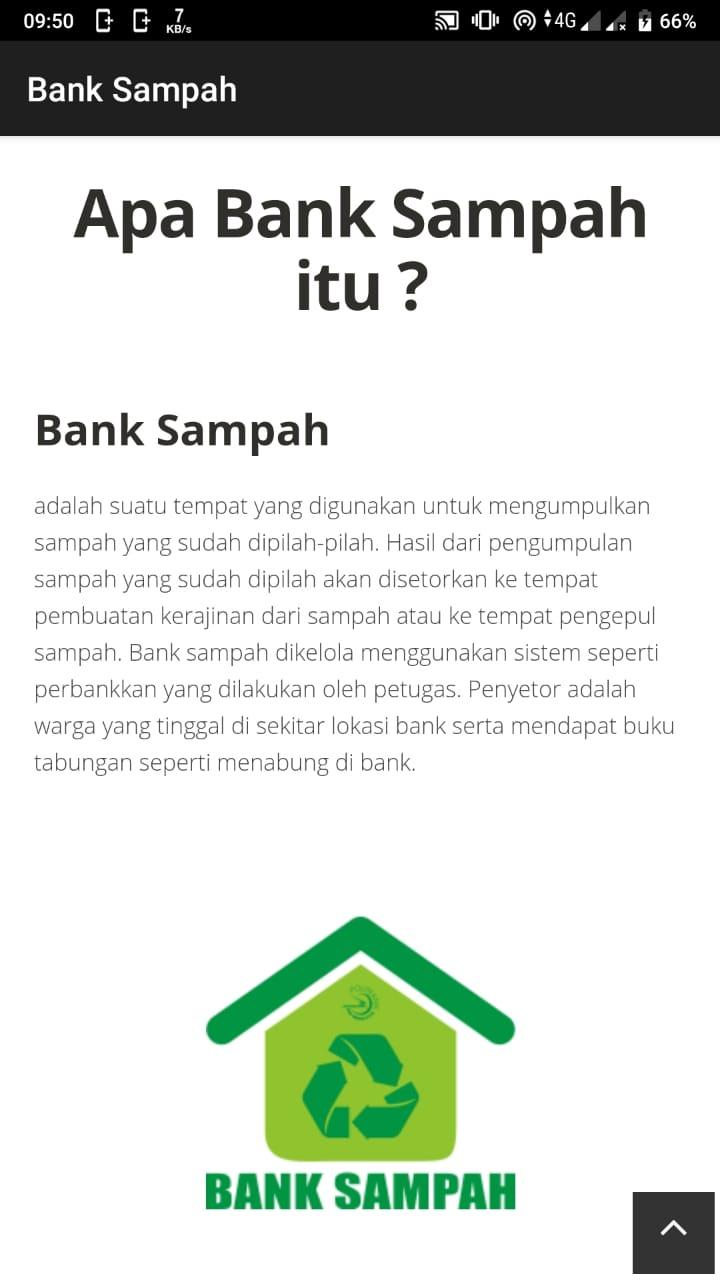 09:50
7
KB/s
4G
66%
Bank Sampah
Apa Bank Sampah
itu ?
Bank Sampah
adalah suatu tempat yang digunakan untuk mengumpulkan
sampah yang sudah dipilah-pilah. Hasil dari pengumpulan
sampah yang sudah dipilah akan disetorkan ke tempat
pembuatan kerajinan dari sampah atau ke tempat pengepul
sampah. Bank sampah dikelola menggunakan sistem seperti
perbankkan yang dilakukan oleh petugas. Penyetor adalah
warga yang tinggal di sekitar lokasi bank serta mendapat buku
tabungan seperti menabung di bank.
BANK SAMPAH